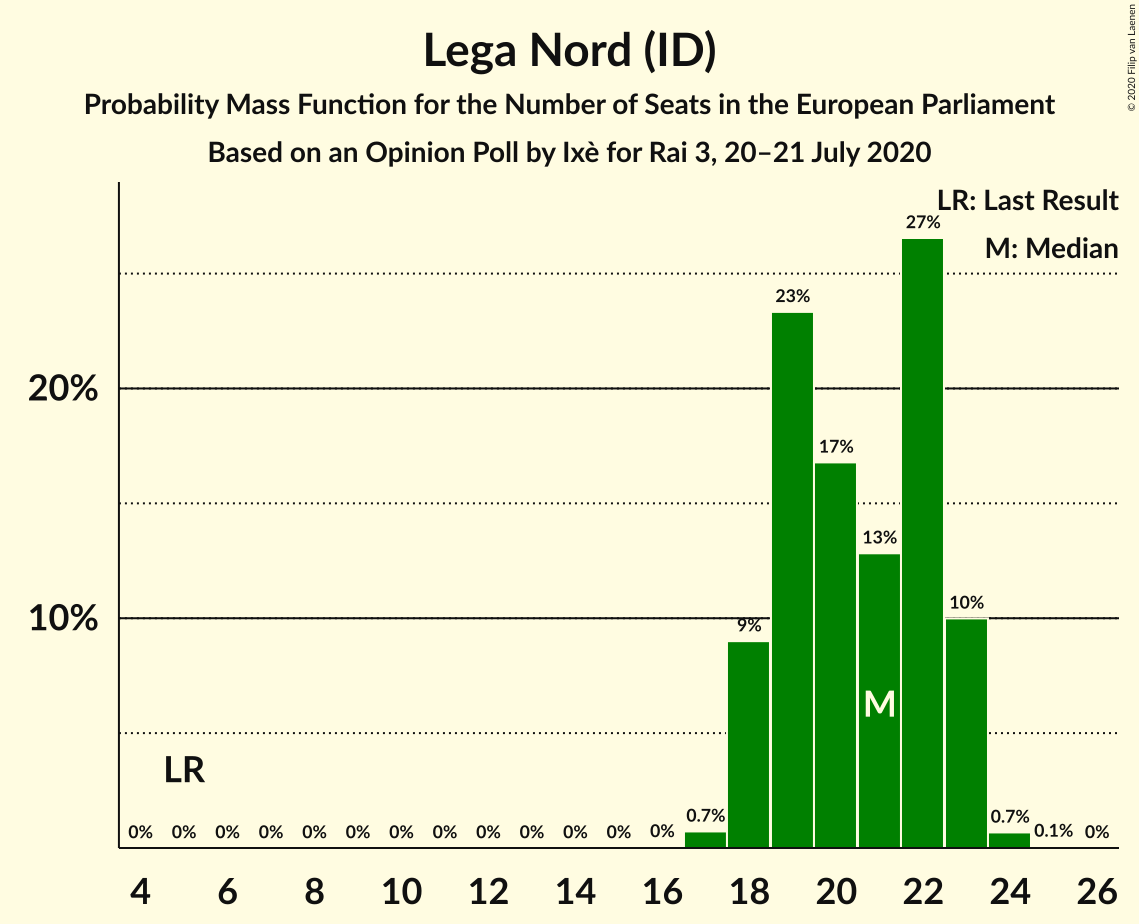 Lega Nord (ID)
Probability Mass Function for the Number of Seats in the European Parliament
Based on an Opinion Poll by Ixè for Rai 3, 20–21 July 2020
© 2020 Filip van Laenen
LR: Last Result
M: Median
27%
23%
20%
17%
13%
10%
10%
9%
M
LR
0% 0% 0% 0% 0% 0% 0% 0% 0% 0% 0% 0% 0% 0.7% 0.7% 0.1% 0%
4 6 8 10 12 14 16 18 20 22 24 26